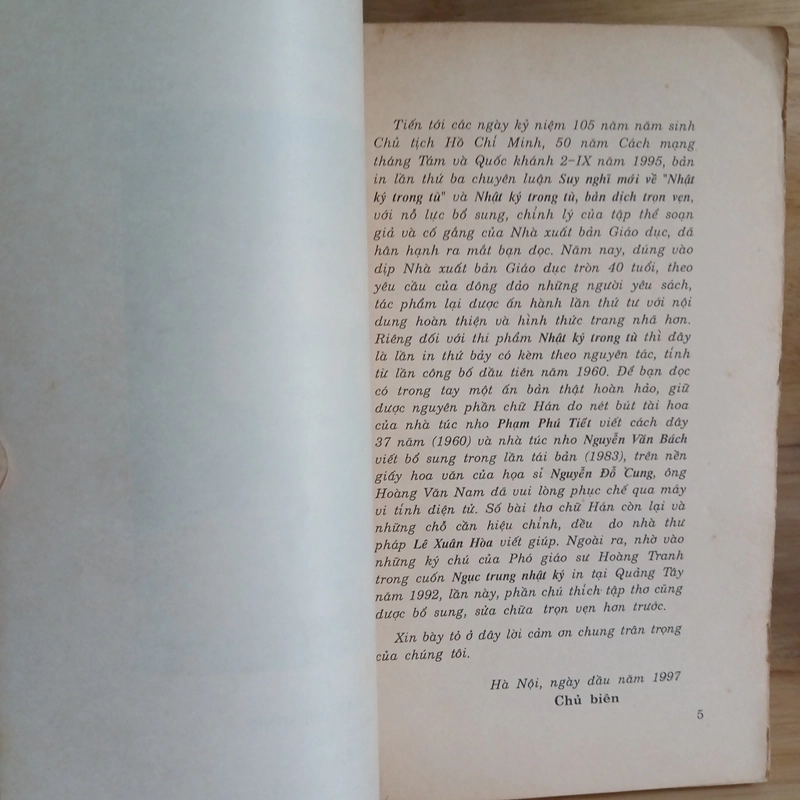 Tiến tới các ngày kỷ niệm 105 năm năm sinh
Chủ tịch Hồ Chí Minh, 50 năm Cách mạng
tháng Tám và Quốc khánh 2-IX năm 1995, bản
in lần thứ ba chuyên luận Suy nghĩ mới về "Nhật
ký trong tù" và Nhật ký trong tù, bản dịch trọn vẹn,
với nỗ lực bổ sung, chỉnh lý của tập thể soạn
giả và cố gắng của Nhà xuất bản Giáo dục, đã
hân hạnh ra mắt bạn đọc. Năm nay, đúng vào
dịp Nhà xuất bản Giáo dục tròn 40 tuổi, theo
yêu cầu của đông đảo những người yêu sách,
tác phẩm lại được ấn hành lần thứ tư với nội
dung hoàn thiện và hình thức trang nhã hơn.
Riêng đối với thi phẩm Nhật ký trong tù thì đây
là lần in thứ bảy có kèm theo nguyên tác, tính
từ lần công bố đầu tiên năm 1960. Để bạn đọc
có trong tay một ấn bản thật hoàn hảo, giữ
được nguyên phần chữ Hán do nét bút tài hoa
của nhà túc nho Phạm Phú Tiết viết cách đây
37 năm (1960) và nhà túc nho Nguyễn Văn Bách
viết bổ sung trong lần tái bản (1983), trên nền
giấy hoa văn của họa sĩ Nguyễn Đỗ Cung, ông
Hoàng Văn Nam đã vui lòng phục chế qua máy
vi tính điện tử. Số bài thơ chữ Hán còn lại và
những chỗ cần hiệu chỉnh, đều do nhà thư
pháp Lê Xuân Hòa viết giúp. Ngoài ra, nhờ vào
những ký chú của Phó giáo sư Hoàng Tranh
trong cuốn Ngục trung nhật ký in tại Quảng Tây
năm 1992, lần này, phần chú thích tập thơ cũng
được bổ sung, sửa chữa trọn vẹn hơn trước.
Xin bày tỏ ở đây lời cảm ơn chung trân trọng
của chúng tôi.
Hà Nội, ngày đầu năm 1997
Chủ biên
5